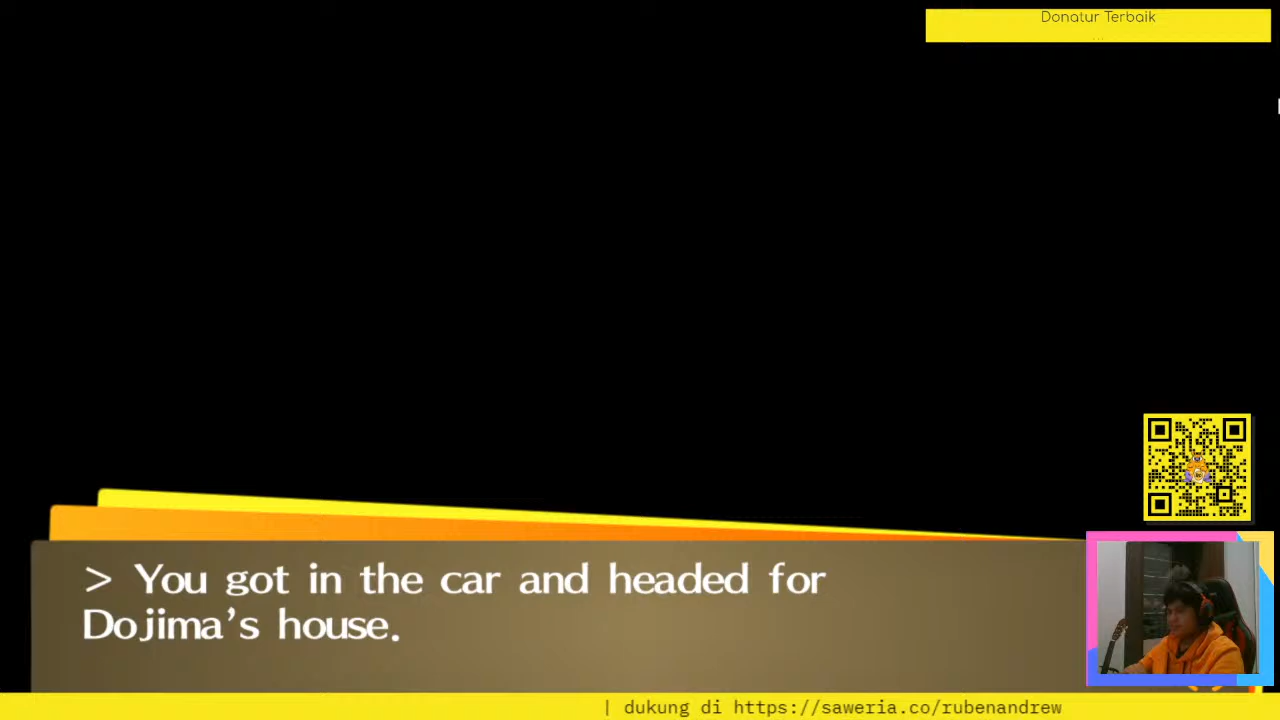 Donatur Terbaik
...
> You got in the car and headed for
Dojima's house.
| dukung di https://saweria.co/rubenandrew